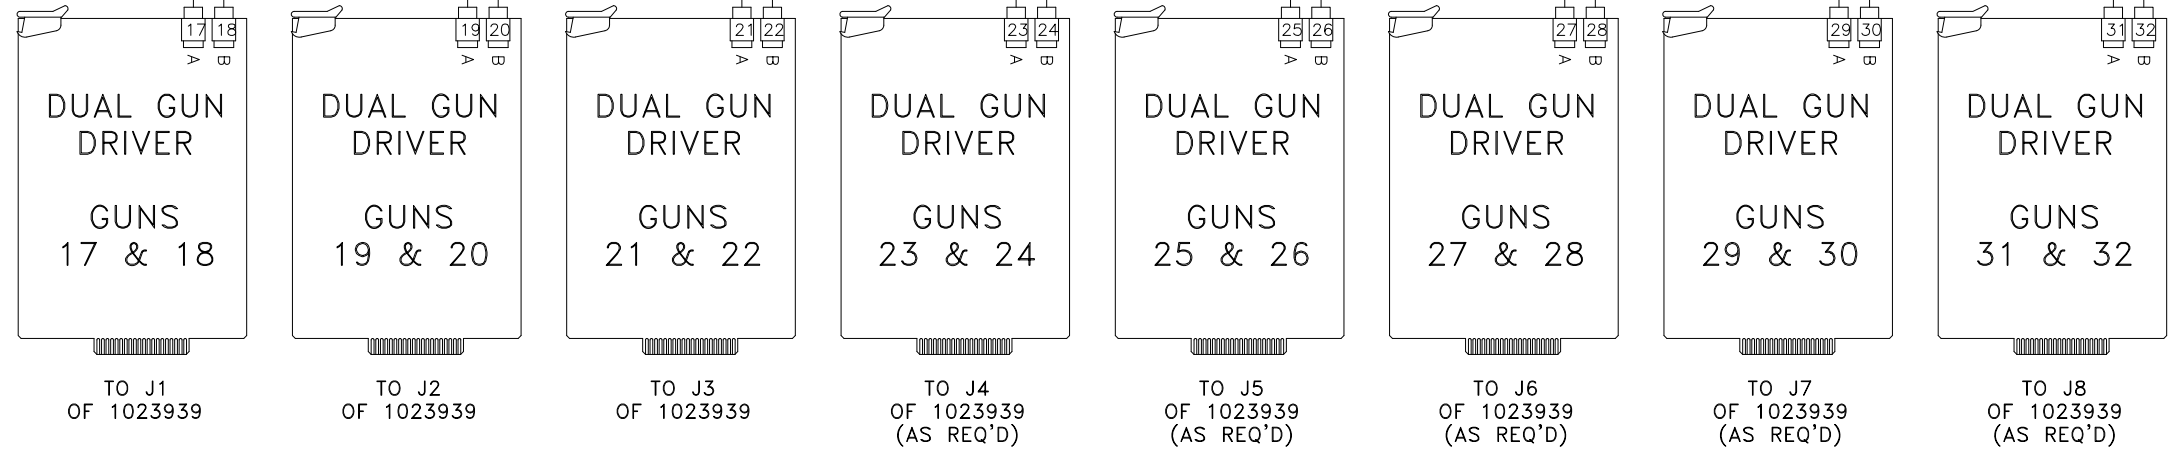 17 18
A B
DUAL GUN
DRIVER
GUNS
17 & 18
TO J1
OF 1023939
19 20
A B
DUAL GUN
DRIVER
GUNS
19 & 20
TO J2
OF 1023939
21 22
A B
DUAL GUN
DRIVER
GUNS
21 & 22
TO J3
OF 1023939
23 24
A B
DUAL GUN
DRIVER
GUNS
23 & 24
TO J4
OF 1023939
(AS REQ'D)
25 26
A B
DUAL GUN
DRIVER
GUNS
25 & 26
TO J5
OF 1023939
(AS REQ'D)
27 28
A B
DUAL GUN
DRIVER
GUNS
27 & 28
TO J6
OF 1023939
(AS REQ'D)
29 30
A B
DUAL GUN
DRIVER
GUNS
29 & 30
TO J7
OF 1023939
(AS REQ'D)
31 32
A B
DUAL GUN
DRIVER
GUNS
31 & 32
TO J8
OF 1023939
(AS REQ'D)